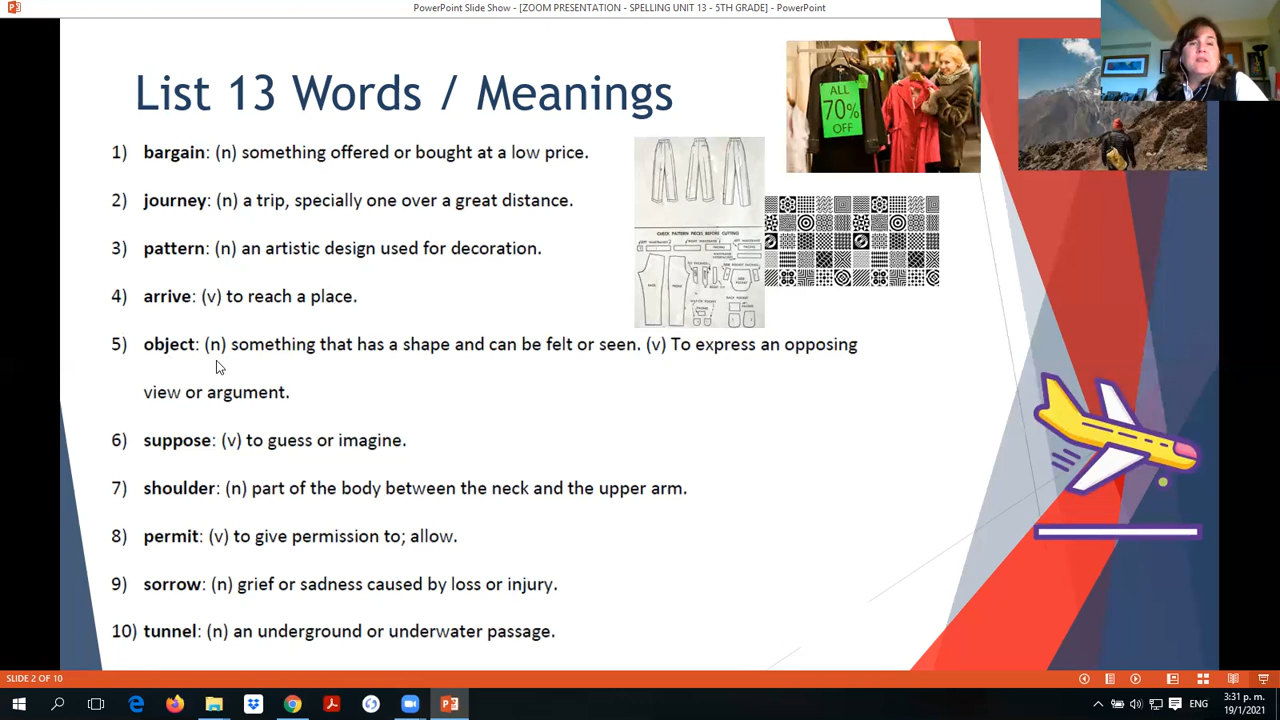 PowerPoint Slide Show - [ZOOM PRESENTATION - SPELLING UNIT 13 - 5TH GRADE] - PowerPoint
List 13 Words / Meanings
ALL
70%
OFF
1) bargain: (n) something offered or bought at a low price.
2) journey: (n) a trip, specially one over a great distance.
3) pattern: (n) an artistic design used for decoration.
CHECK PATTERN PIECES BEFORE CUTTING
4) arrive: (v) to reach a place.
5) object: (n) something that has a shape and can be felt or seen. (v) To express an opposing
view or argument.
6) suppose: (v) to guess or imagine.
7) shoulder: (n) part of the body between the neck and the upper arm.
8) permit: (v) to give permission to; allow.
9) sorrow: (n) grief or sadness caused by loss or injury.
10) tunnel: (n) an underground or underwater passage.
SLIDE 2 OF 10
ENG
3:31 p. m.
19/1/2021